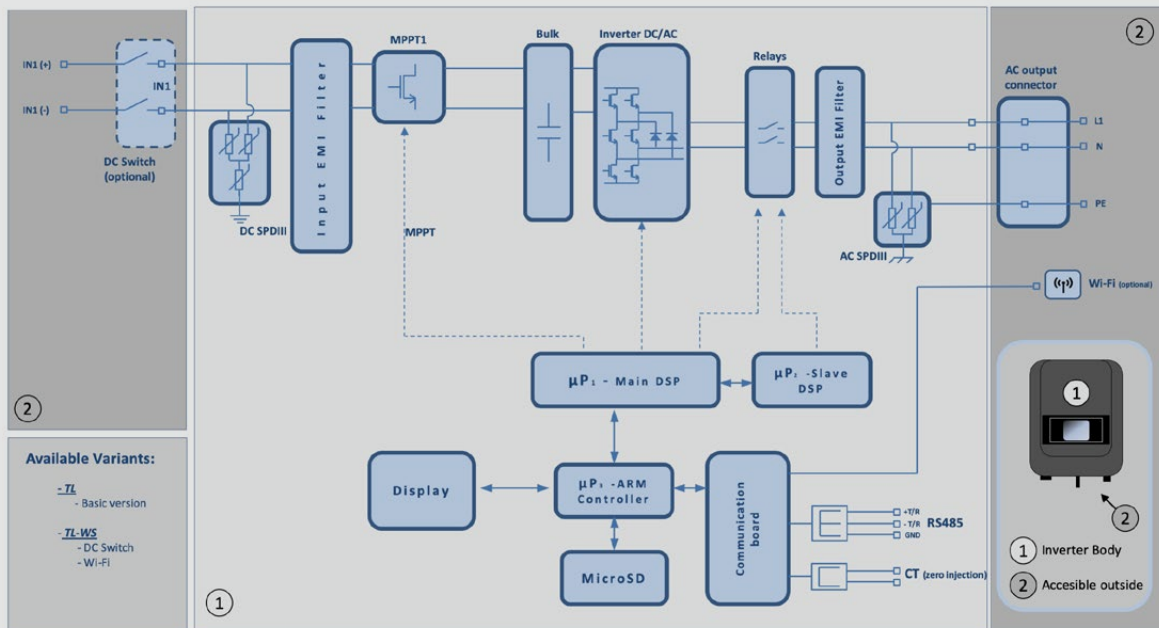 IN1 (+)
IN1 (-)
IN1
DC Switch
(optional)
DC SPDIII
Input EMI Filter
MPPT1
MPPT
Bulk
Inverter DC/AC
Relays
Output EMI Filter
AC SPDIII
2
AC output
connector
L1
N
PE
Wi-Fi (optional)
µP₁ - Main DSP
µP₂ -Slave
DSP
Display
µP₃ -ARM
Controller
MicroSD
Communication
board
+T/R
- T/R
GND
RS485
CT (zero injection)
2
Available Variants:
- TL
- Basic version
- TL-WS
- DC Switch
- Wi-Fi
1
1
2
1 Inverter Body
2 Accesible outside